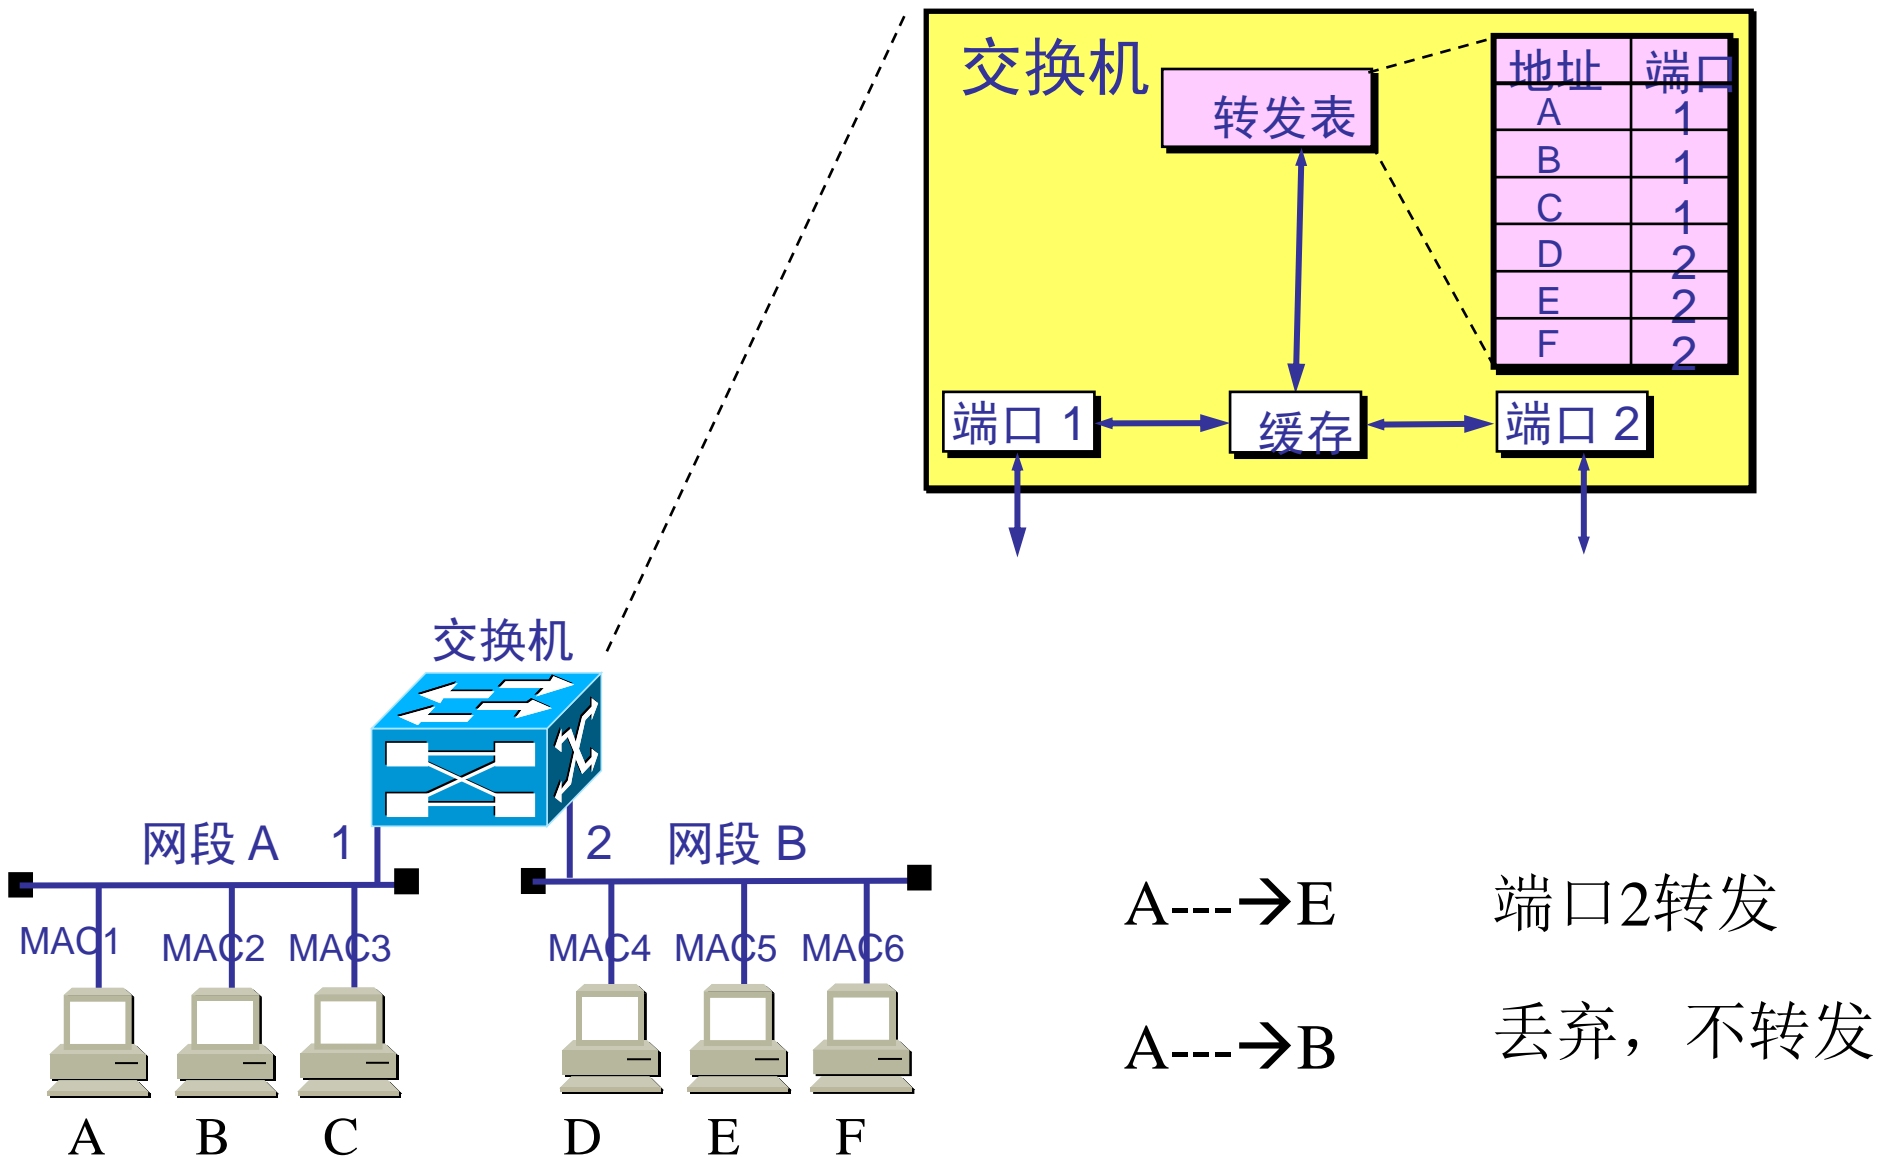 交换机
转发表
地址 端口
A 1
B 1
C 1
D 2
E 2
F 2
端口 1
缓存
端口 2
交换机
网段 A
1
2
网段 B
MAC1
MAC2
MAC3
MAC4
MAC5
MAC6
A
B
C
D
E
F
A---→E 端口2转发
A---→B 丢弃，不转发